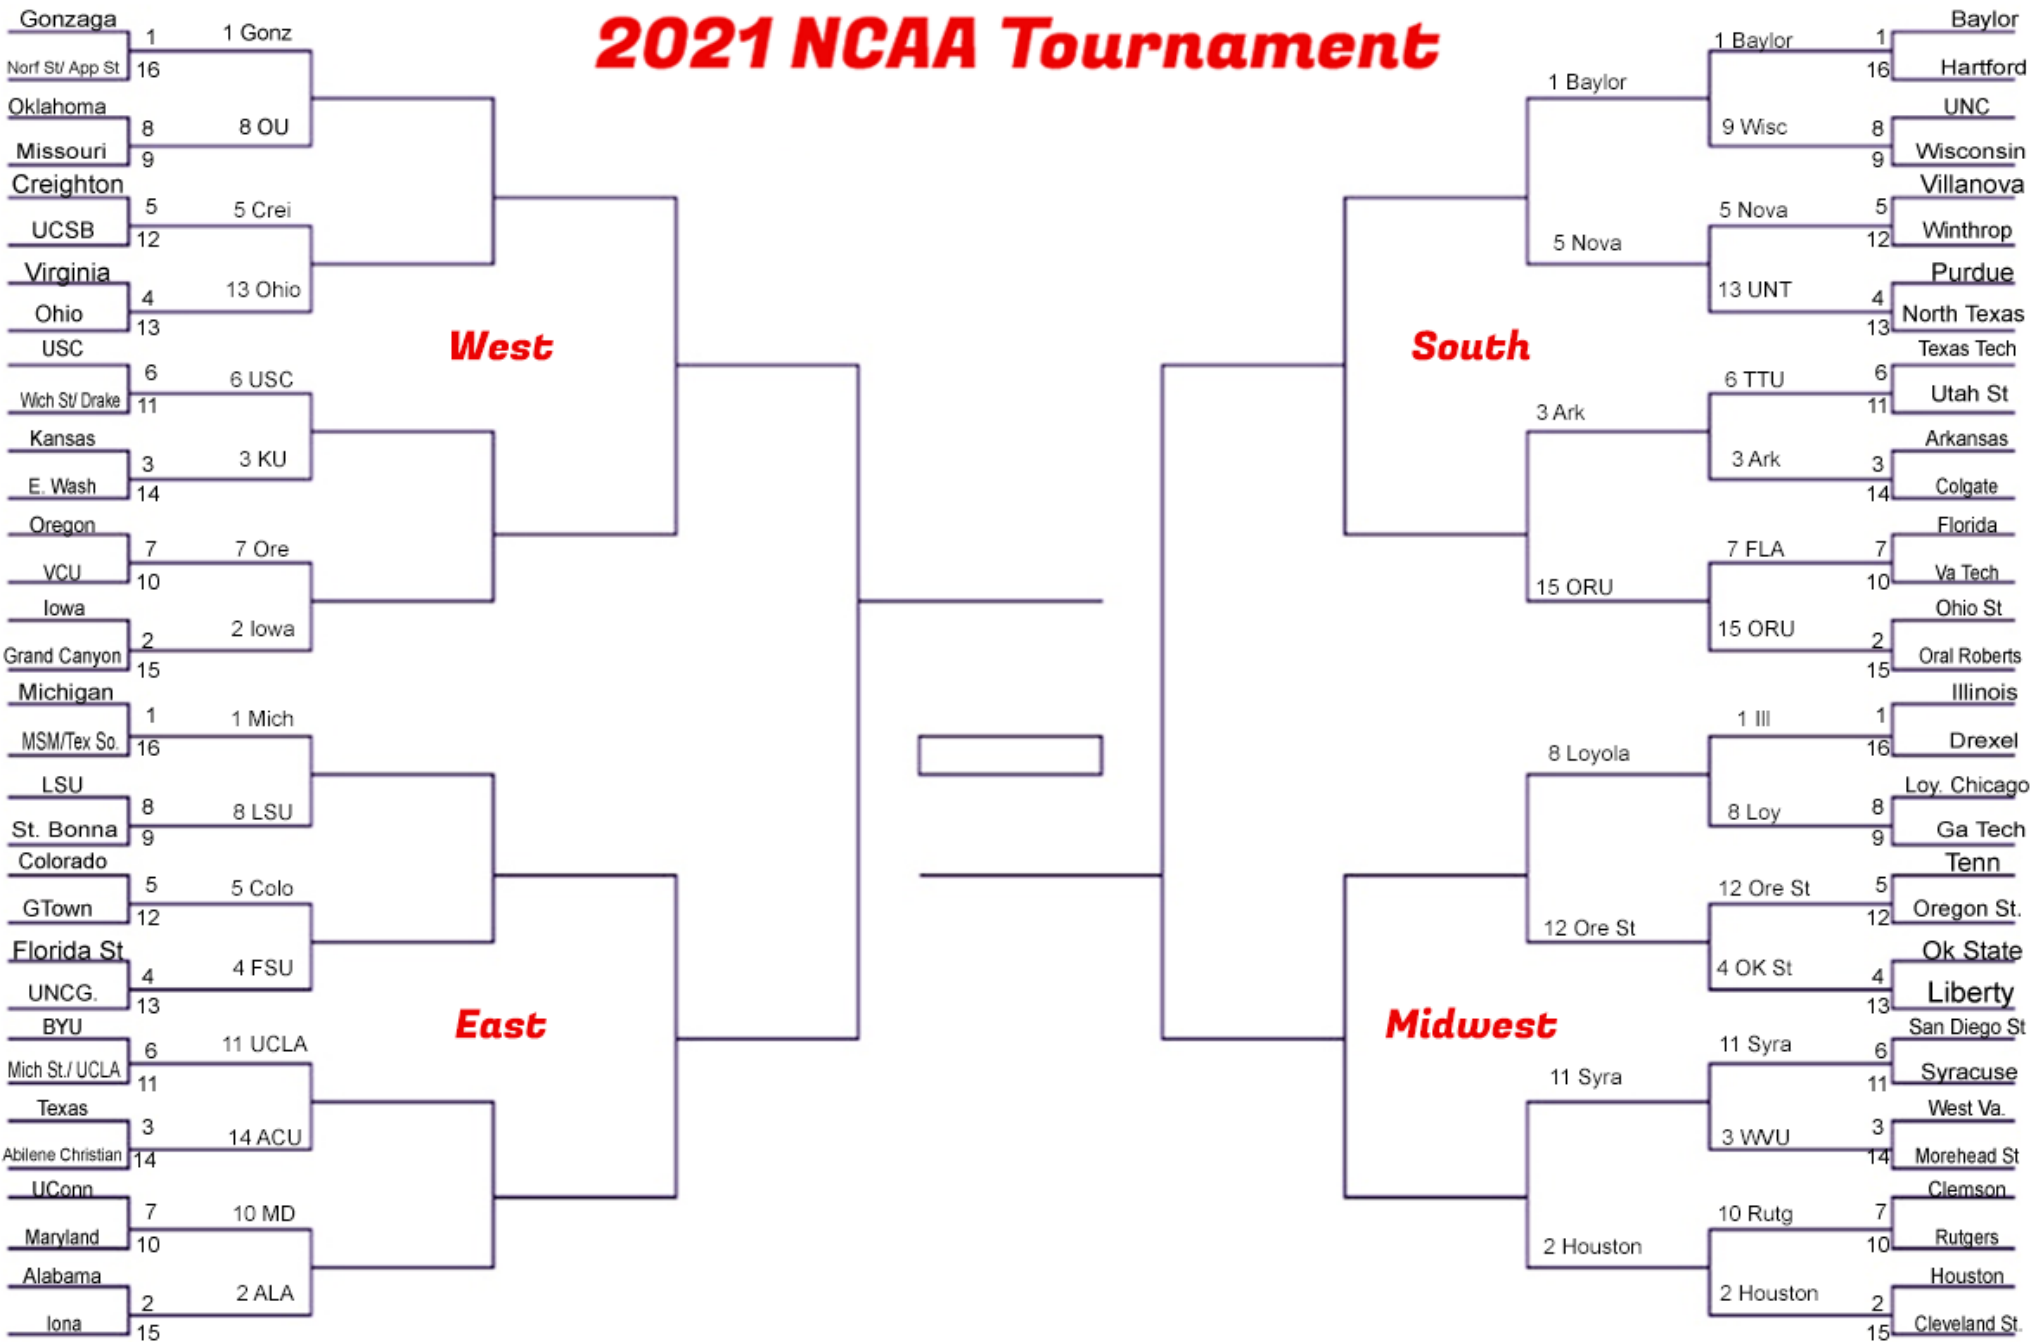 2021 NCAA Tournament
Gonzaga
1
1 Gonz
Norf St/ App St
16
Oklahoma
8
8 OU
Missouri
9
Creighton
5
5 Crei
UCSB
12
Virginia
4
13 Ohio
Ohio
13
West
USC
6
6 USC
Wich St/ Drake
11
Kansas
3
3 KU
E. Wash
14
Oregon
7
7 Ore
VCU
10
Iowa
2
2 Iowa
Grand Canyon
15
Michigan
1
1 Mich
MSM/Tex So.
16
LSU
8
8 LSU
St. Bonna
9
Colorado
5
5 Colo
GTown
12
Florida St
4
4 FSU
UNCG.
13
East
BYU
6
11 UCLA
Mich St./ UCLA
11
Texas
3
14 ACU
Abilene Christian
14
UConn
7
10 MD
Maryland
10
Alabama
2
2 ALA
Iona
15
Baylor
1
1 Baylor
1 Baylor
Hartford
16
UNC
8
9 Wisc
Wisconsin
9
Villanova
5
5 Nova
5 Nova
Winthrop
12
Purdue
4
13 UNT
North Texas
13
South
Texas Tech
6
6 TTU
Utah St
11
3 Ark
Arkansas
3
3 Ark
Colgate
14
Florida
7
7 FLA
Va Tech
10
15 ORU
Ohio St
2
15 ORU
Oral Roberts
15
Illinois
1
1 Ill
Drexel
16
8 Loyola
Loy. Chicago
8
8 Loy
Ga Tech
9
Tenn
5
12 Ore St
Oregon St.
12
12 Ore St
Ok State
4
4 OK St
Liberty
13
Midwest
San Diego St
6
11 Syra
Syracuse
11
11 Syra
West Va.
3
3 WVU
Morehead St
14
Clemson
7
10 Rutg
Rutgers
10
2 Houston
Houston
2
2 Houston
Cleveland St.
15